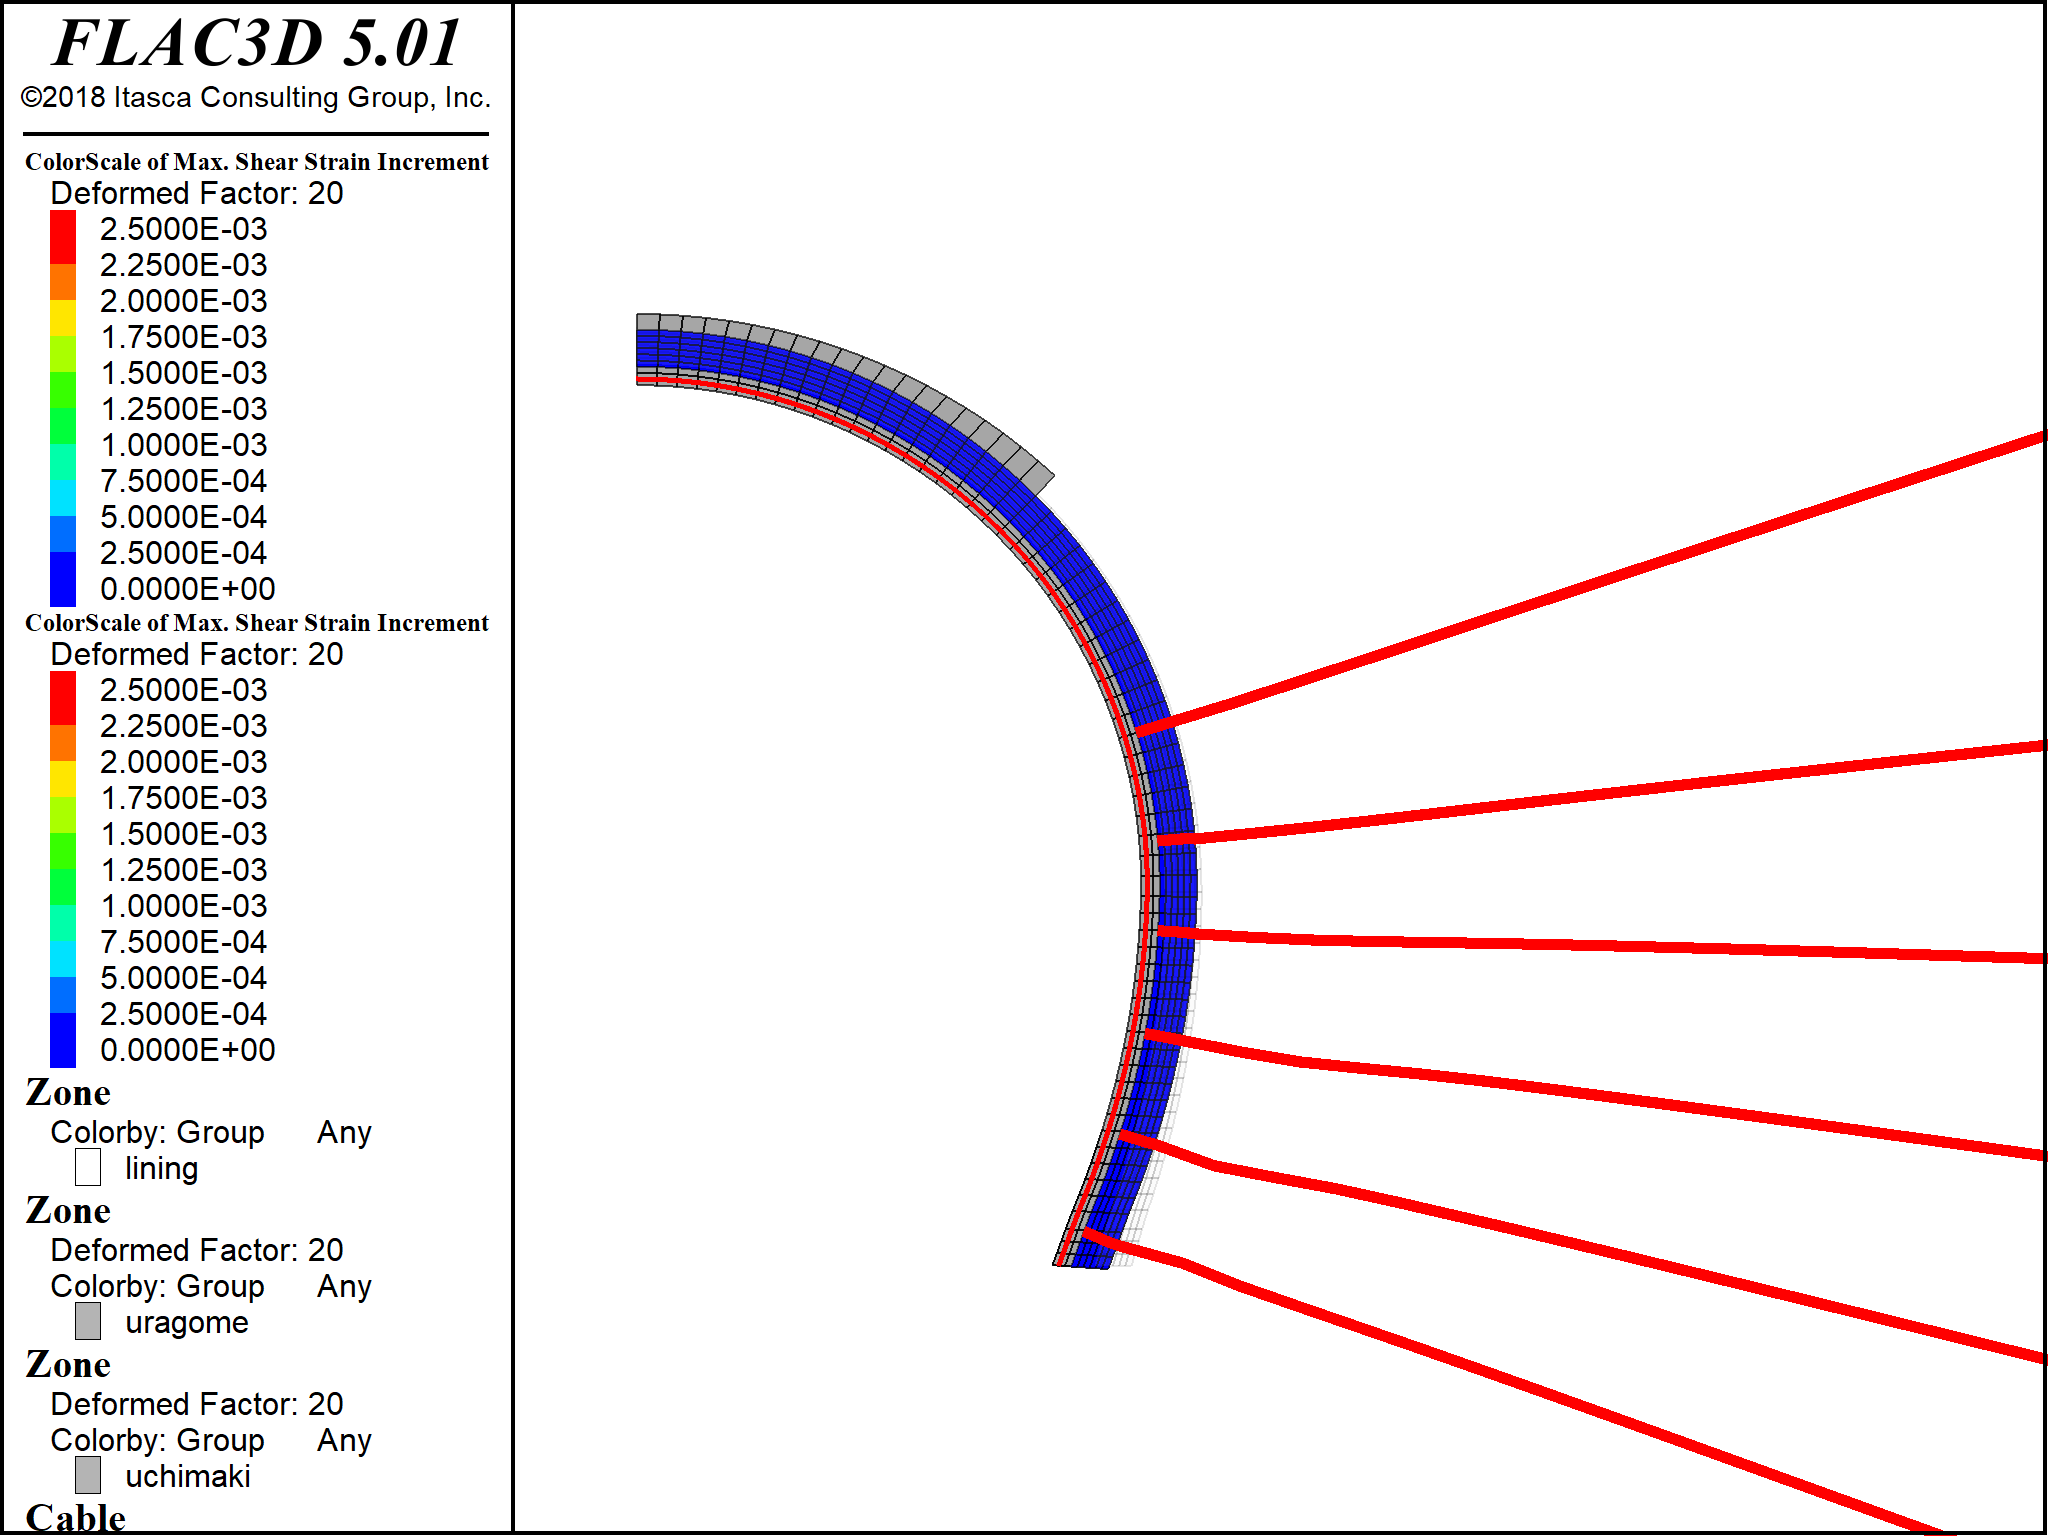 FLAC3D 5.01
©2018 Itasca Consulting Group, Inc.
ColorScale of Max. Shear Strain Increment
Deformed Factor: 20
2.5000E-03
2.2500E-03
2.0000E-03
1.7500E-03
1.5000E-03
1.2500E-03
1.0000E-03
7.5000E-04
5.0000E-04
2.5000E-04
0.0000E+00
ColorScale of Max. Shear Strain Increment
Deformed Factor: 20
2.5000E-03
2.2500E-03
2.0000E-03
1.7500E-03
1.5000E-03
1.2500E-03
1.0000E-03
7.5000E-04
5.0000E-04
2.5000E-04
0.0000E+00
Zone
Colorby: Group Any
lining
Zone
Deformed Factor: 20
Colorby: Group Any
uragome
Zone
Deformed Factor: 20
Colorby: Group Any
uchimaki
Cable